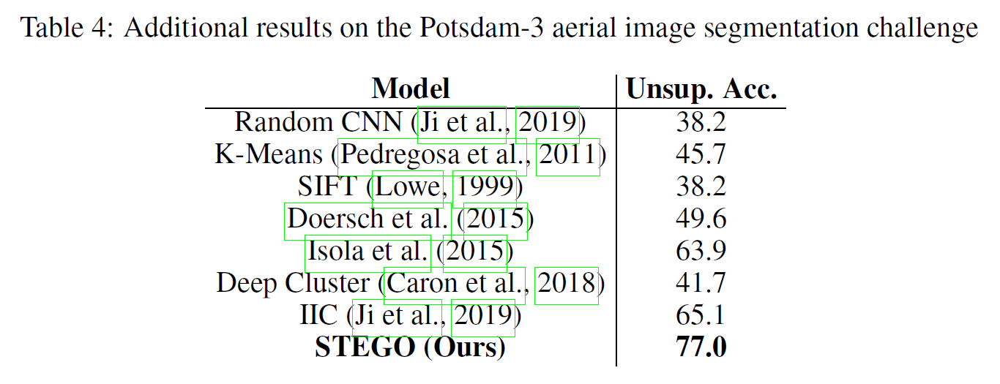 Table 4: Additional results on the Potsdam-3 aerial image segmentation challenge
Model Unsup. Acc.
Random CNN (Ji et al., 2019) 38.2
K-Means (Pedregosa et al., 2011) 45.7
SIFT (Lowe, 1999) 38.2
Doersch et al. (2015) 49.6
Isola et al. (2015) 63.9
Deep Cluster (Caron et al., 2018) 41.7
IIC (Ji et al., 2019) 65.1
STEGO (Ours) 77.0